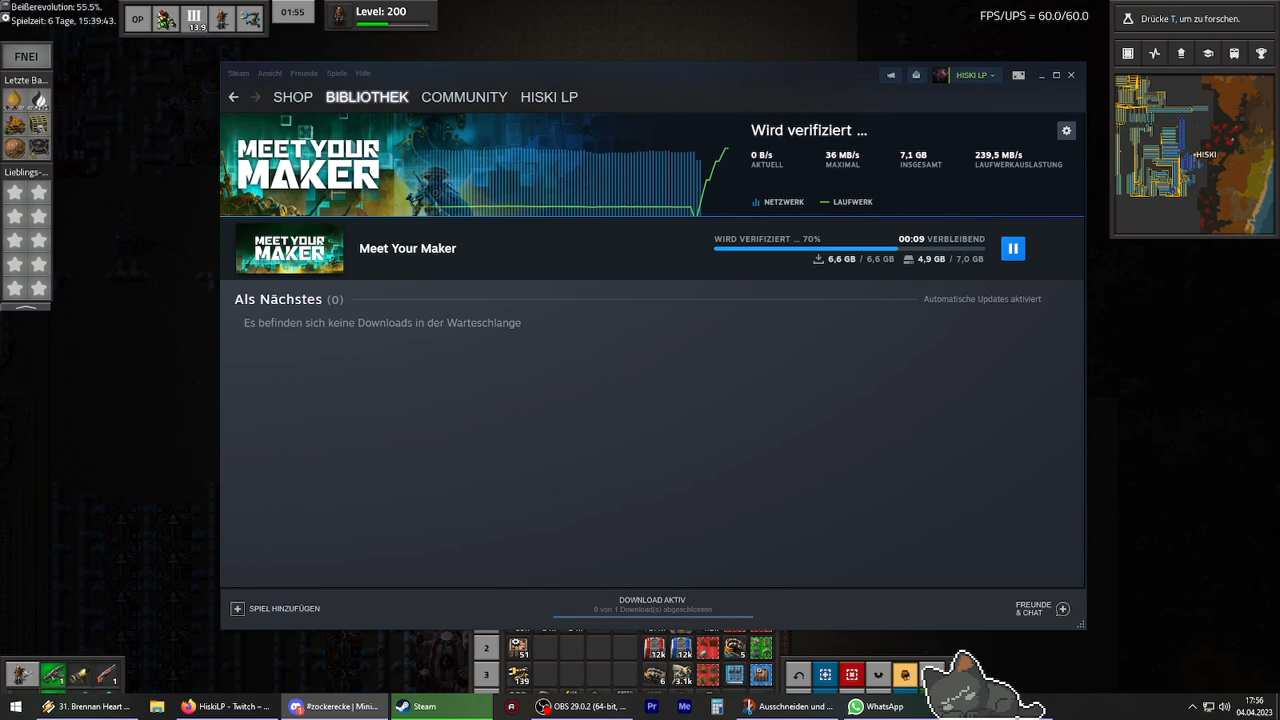 Beißerevolution: 55.5%.
Spielzeit: 6 Tage, 15:39:43.
OP
III
13.9
01:55
Level: 200
FPS/UPS = 60.0/60.0
Drücke T, um zu forschen.
FNEI
Letzte Ba...
Lieblings-...
HISKI
Steam Ansicht Freunde Spiele Hilfe
HISKI LP
SHOP BIBLIOTHEK COMMUNITY HISKI LP
MEET YOUR
MAKER
Wird verifiziert ...
0 B/s 36 MB/s 7,1 GB 239,5 MB/s
AKTUELL MAXIMAL INSGESAMT LAUFWERKAUSLASTUNG
NETZWERK LAUFWERK
MEET YOUR
MAKER
Meet Your Maker
WIRD VERIFIZIERT ... 70% 00:09 VERBLEIBEND
6,6 GB / 6,6 GB 4,9 GB / 7,0 GB
Als Nächstes (0)
Automatische Updates aktiviert
Es befinden sich keine Downloads in der Warteschlange
SPIEL HINZUFÜGEN
DOWNLOAD AKTIV
0 von 1 Download(s) abgeschlossen
FREUNDE
& CHAT
2 51 12k 12k 5
3 139 6 3.1k
1
31. Brennan Heart ...
HiskiLP - Twitch – ...
#zockerecke | Mini...
Steam
OBS 29.0.2 (64-bit, ...
Pr
Me
Ausschneiden und ...
WhatsApp
17:56
04.04.2023